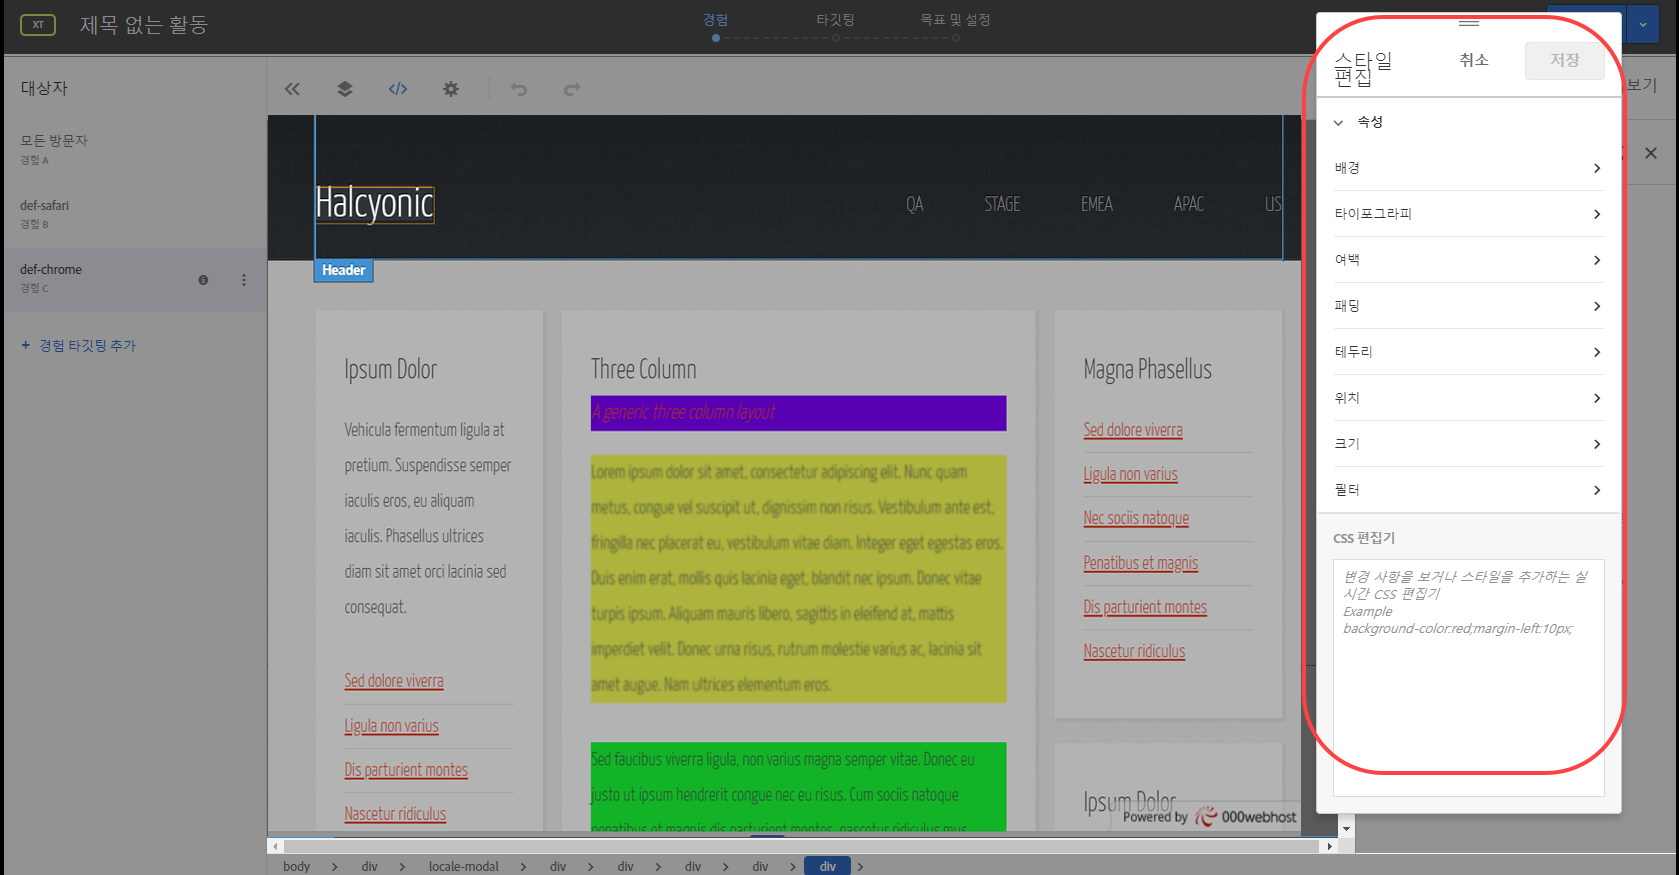 XT
제목 없는 활동
경험
타깃팅
목표 및 설정
대상자
모든 방문자
경험 A
def-safari
경험 B
def-chrome
경험 C
+ 경험 타깃팅 추가
Halcyonic
QA STAGE EMEA APAC US
Header
Ipsum Dolor
Vehicula fermentum ligula at
pretium. Suspendisse semper
iaculis eros, eu aliquam
iaculis. Phasellus ultrices
diam sit amet orci lacinia sed
consequat.
Sed dolore viverra
Ligula non varius
Dis parturient montes
Nascetur ridiculus
Three Column
A generic three column layout
Lorem ipsum dolor sit amet, consectetur adipiscing elit. Nunc quam
metus, congue vel suscipit ut, dignissim non risus. Vestibulum ante est,
fringilla nec placerat eu, vestibulum vitae diam. Integer eget egestas eros.
Duis enim erat, mollis quis lacinia eget, blandit nec ipsum. Donec vitae
turpis ipsum. Aliquam mauris libero, sagittis in eleifend at, mattis
imperdiet velit. Donec urna risus, rutrum molestie varius ac, lacinia sit
amet augue. Nam ultrices elementum eros.
Sed faucibus viverra ligula, non varius magna semper vitae. Donec eu
justo ut ipsum hendrerit congue nec eu risus. Cum sociis natoque
penatibus et magnis dis parturient montes, nascetur ridiculus mus.
Magna Phasellus
Sed dolore viverra
Ligula non varius
Nec sociis natoque
Penatibus et magnis
Dis parturient montes
Nascetur ridiculus
Ipsum Dolor
Powered by 000webhost
스타일
편집
취소
저장
보기
속성
배경
타이포그라피
여백
패딩
테두리
위치
크기
필터
CSS 편집기
변경 사항을 보거나 스타일을 추가하는 실
시간 CSS 편집기
Example
background-color:red;margin-left:10px;
body > div > locale-modal > div > div > div > div > div >